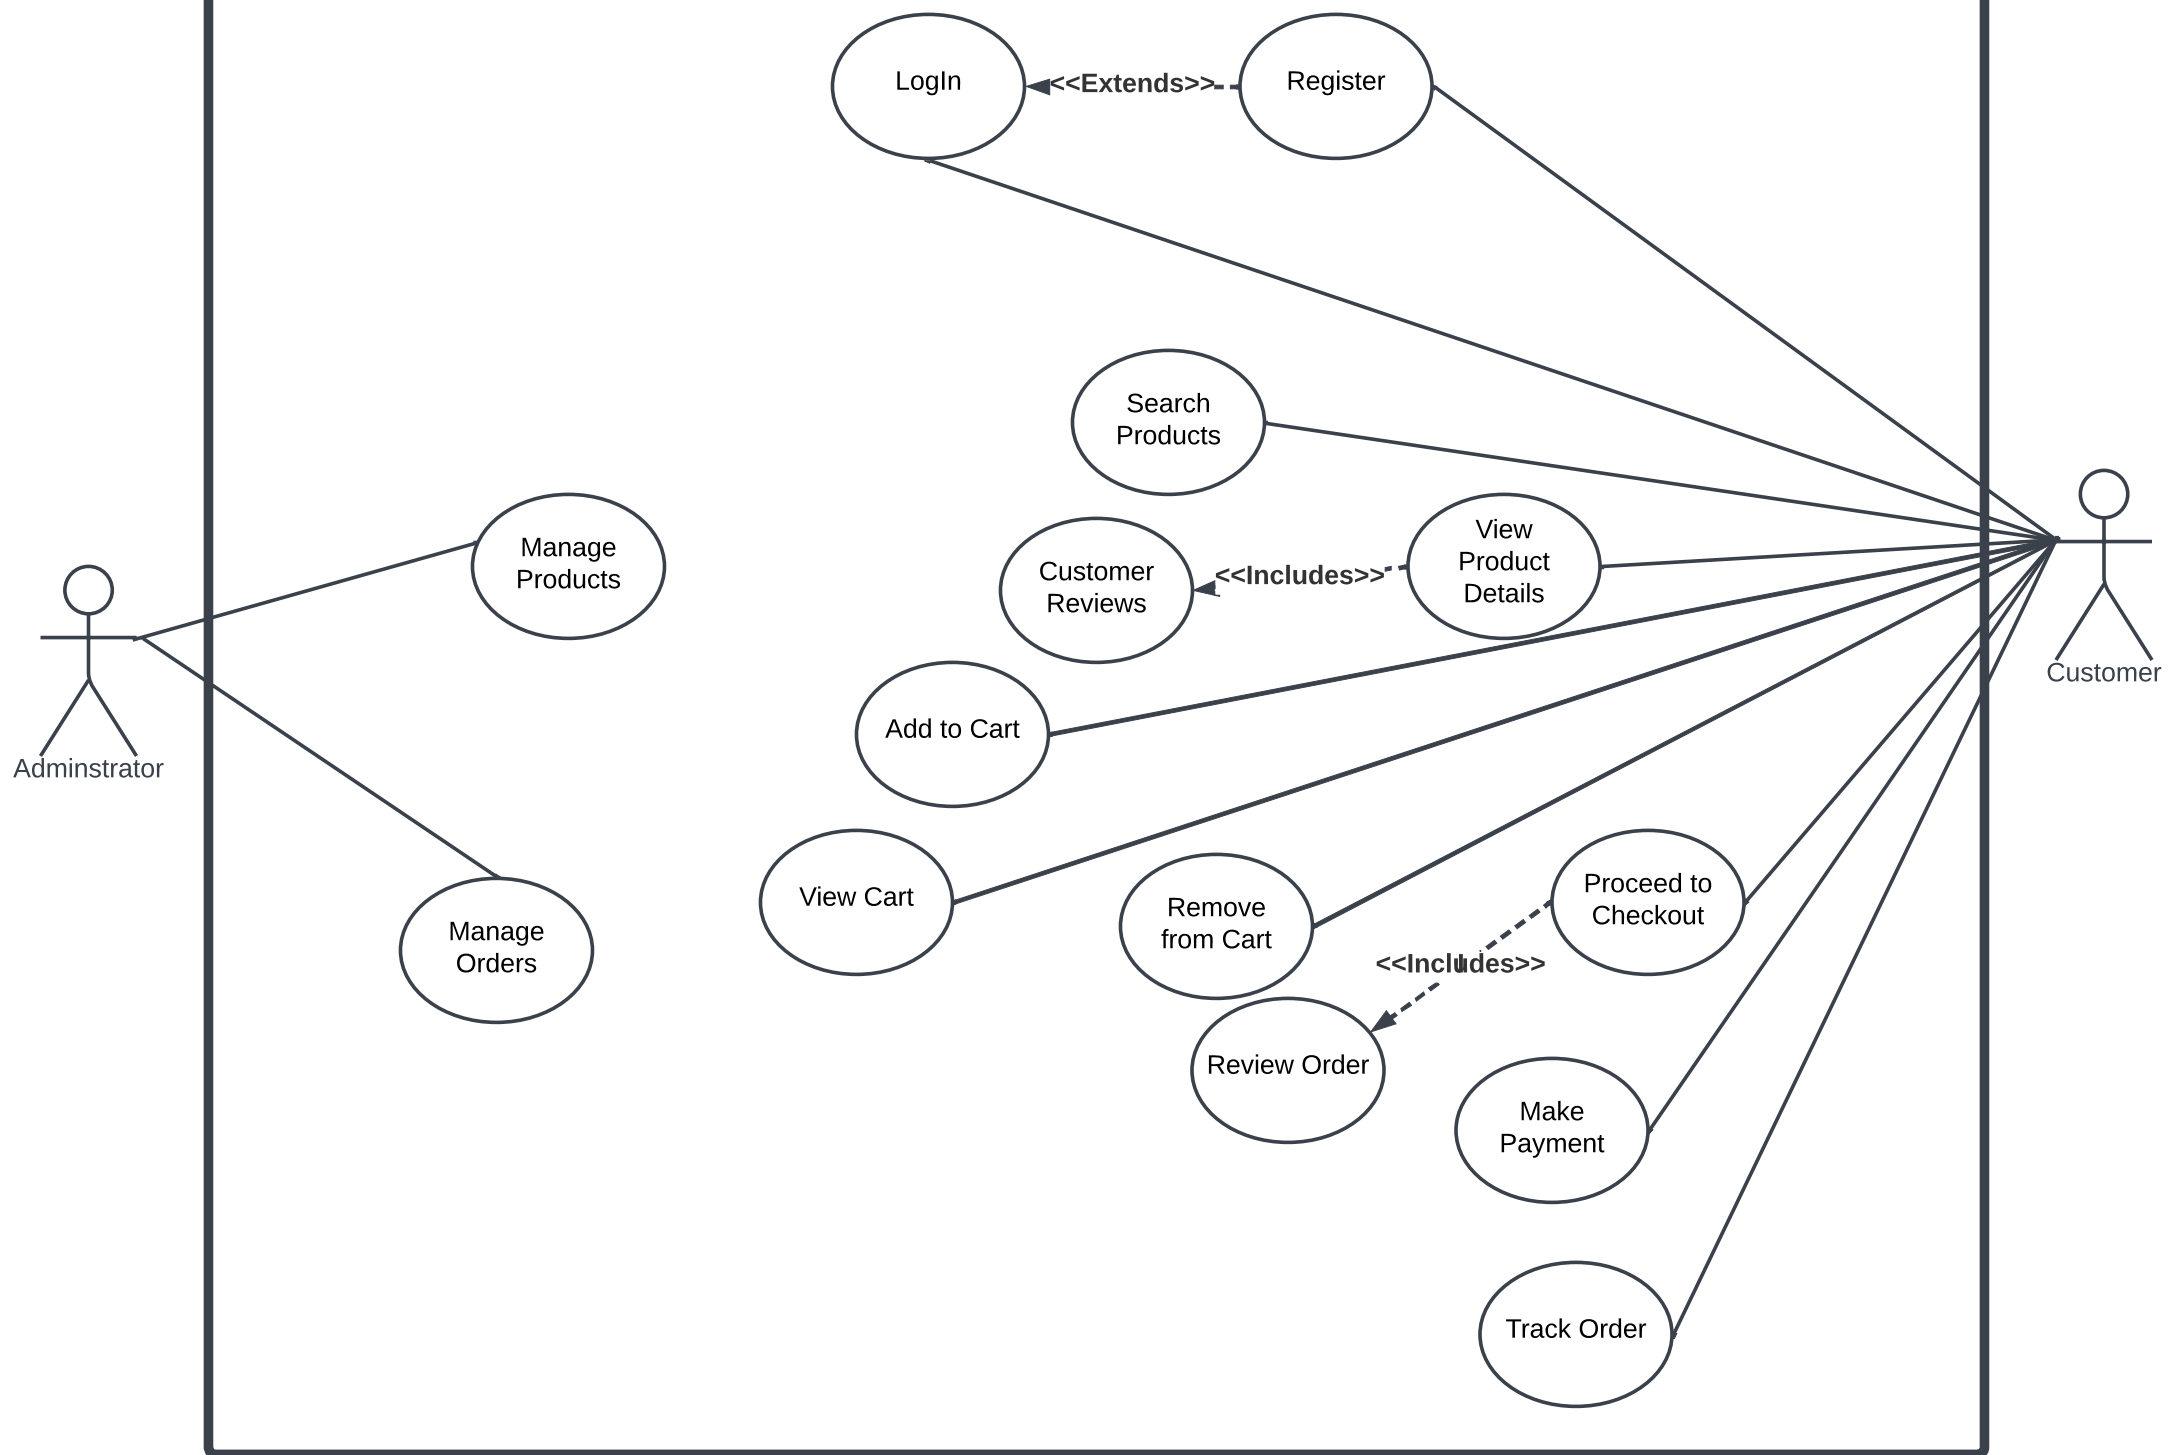 LogIn
<<Extends>>
Register
Search
Products
Manage
Products
Customer
Reviews
<<Includes>>
View
Product
Details
Customer
Adminstrator
Add to Cart
View Cart
Remove
from Cart
Proceed to
Checkout
Manage
Orders
<<Includes>>
Review Order
Make
Payment
Track Order